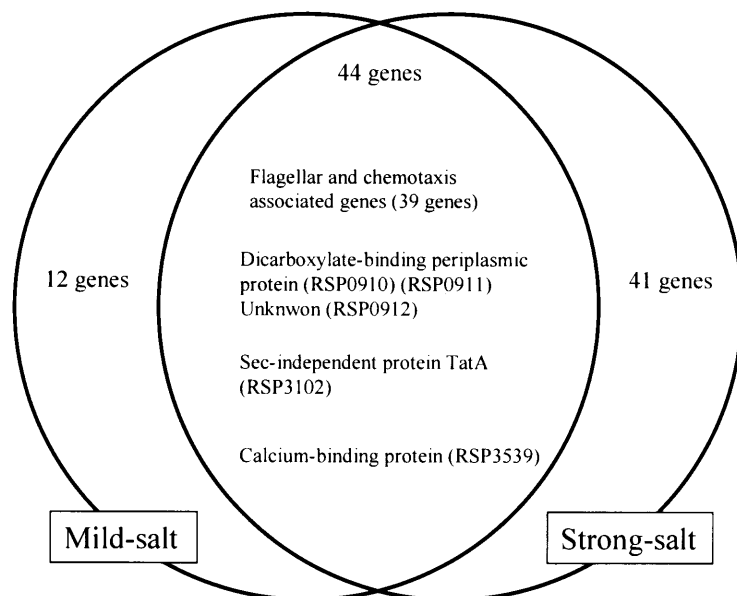 44 genes
Flagellar and chemotaxis
associated genes (39 genes)
12 genes
Dicarboxylate-binding periplasmic
protein (RSP0910) (RSP0911)
Unknwon (RSP0912)
41 genes
Sec-independent protein TatA
(RSP3102)
Calcium-binding protein (RSP3539)
Mild-salt
Strong-salt